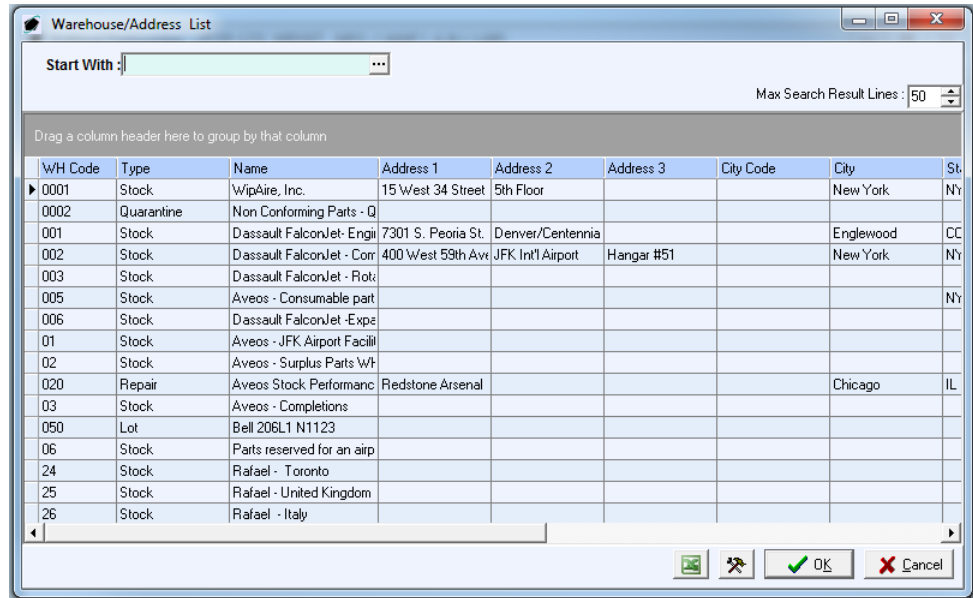 Warehouse/Address List
Start With : ...
Max Search Result Lines : 50
Drag a column header here to group by that column
WH Code Type Name Address 1 Address 2 Address 3 City Code City
0001 Stock WipAire, Inc. 15 West 34 Street 5th Floor New York
0002 Quarantine Non Conforming Parts - Q
001 Stock Dassault FalconJet- Engi 7301 S. Peoria St. Denver/Centennia Englewood
002 Stock Dassault FalconJet - Com 400 West 59th Ave JFK Int'l Airport Hangar #51 New York
003 Stock Dassault FalconJet - Rota
005 Stock Aveos - Consumable part
006 Stock Dassault FalconJet -Expe
01 Stock Aveos - JFK Airport Facili
02 Stock Aveos - Surplus Parts WH
020 Repair Aveos Stock Performanc Redstone Arsenal Chicago IL
03 Stock Aveos - Completions
050 Lot Bell 206L1 N1123
06 Stock Parts reserved for an airp
24 Stock Rafael - Toronto
25 Stock Rafael - United Kingdom
26 Stock Rafael - Italy
OK Cancel